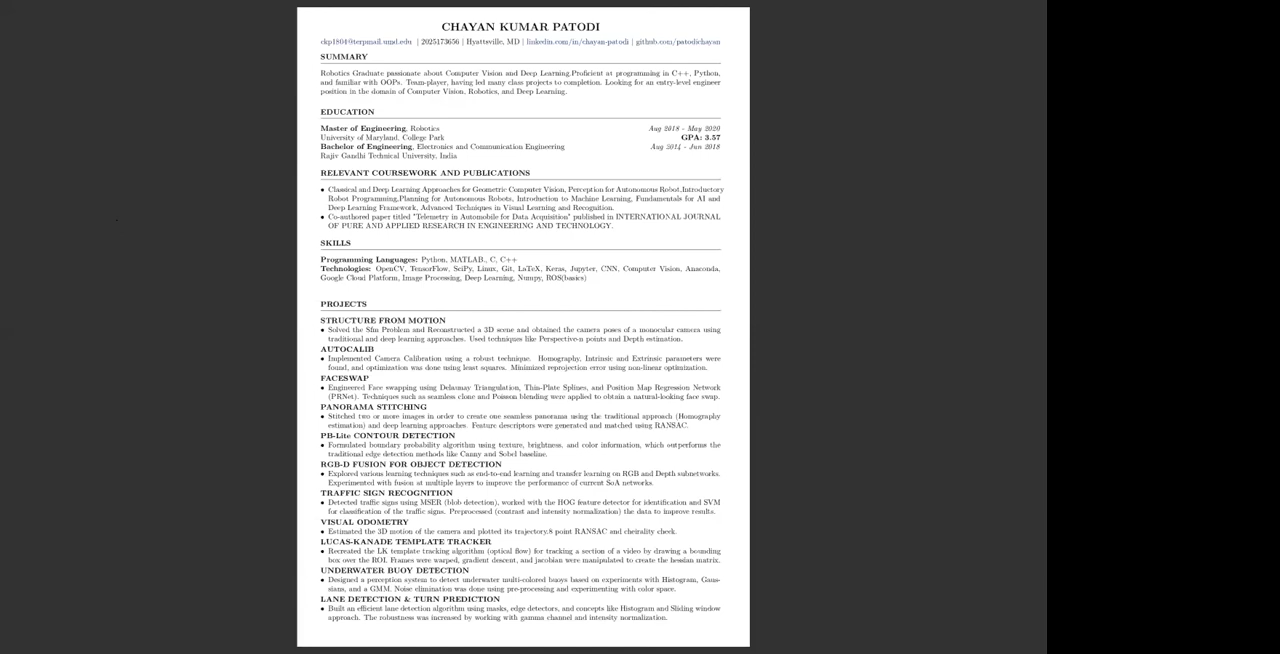 CHAYAN KUMAR PATODI
ckp1804@terpmail.umd.edu | 2025173656 | Hyattsville, MD | linkedin.com/in/chayan-patodi | github.com/patodichayan
SUMMARY
Robotics Graduate passionate about Computer Vision and Deep Learning.Proficient at programming in C++, Python,
and familiar with OOPs. Team-player, having led many class projects to completion. Looking for an entry-level engineer
position in the domain of Computer Vision, Robotics, and Deep Learning.
EDUCATION
Master of Engineering, Robotics Aug 2018 - May 2020
University of Maryland, College Park GPA: 3.57
Bachelor of Engineering, Electronics and Communication Engineering Aug 2014 - Jun 2018
Rajiv Gandhi Technical University, India
RELEVANT COURSEWORK AND PUBLICATIONS
• Classical and Deep Learning Approaches for Geometric Computer Vision, Perception for Autonomous Robot,Introductory
Robot Programming,Planning for Autonomous Robots, Introduction to Machine Learning, Fundamentals for AI and
Deep Learning Framework, Advanced Techniques in Visual Learning and Recognition.
• Co-authored paper titled "Telemetry in Automobile for Data Acquisition" published in INTERNATIONAL JOURNAL
OF PURE AND APPLIED RESEARCH IN ENGINEERING AND TECHNOLOGY.
SKILLS
Programming Languages: Python, MATLAB., C, C++
Technologies: OpenCV, TensorFlow, SciPy, Linux, Git, LaTeX, Keras, Jupyter, CNN, Computer Vision, Anaconda,
Google Cloud Platform, Image Processing, Deep Learning, Numpy, ROS(basics)
PROJECTS
STRUCTURE FROM MOTION
• Solved the Sfm Problem and Reconstructed a 3D scene and obtained the camera poses of a monocular camera using
traditional and deep learning approaches. Used techniques like Perspective-n points and Depth estimation.
AUTOCALIB
• Implemented Camera Calibration using a robust technique. Homography, Intrinsic and Extrinsic parameters were
found, and optimization was done using least squares. Minimized reprojection error using non-linear optimization.
FACESWAP
• Engineered Face swapping using Delaunay Triangulation, Thin-Plate Splines, and Position Map Regression Network
(PRNet). Techniques such as seamless clone and Poisson blending were applied to obtain a natural-looking face swap.
PANORAMA STITCHING
• Stitched two or more images in order to create one seamless panorama using the traditional approach (Homography
estimation) and deep learning approaches. Feature descriptors were generated and matched using RANSAC.
PB-Lite CONTOUR DETECTION
• Formulated boundary probability algorithm using texture, brightness. and color information, which outperforms the
traditional edge detection methods like Canny and Sobel baseline.
RGB-D FUSION FOR OBJECT DETECTION
• Explored various learning techniques such as end-to-end learning and transfer learning on RGB and Depth subnetworks.
Experimented with fusion at multiple layers to improve the performance of current SoA networks.
TRAFFIC SIGN RECOGNITION
• Detected traffic signs using MSER (blob detection), worked with the HOG feature detector for identification and SVM
for classification of the traffic signs. Preprocessed (contrast and intensity normalization) the data to improve results.
VISUAL ODOMETRY
• Estimated the 3D motion of the camera and plotted its trajectory.8 point RANSAC and cheirality check.
LUCAS-KANADE TEMPLATE TRACKER
• Recreated the LK template tracking algorithm (optical flow) for tracking a section of a video by drawing a bounding
box over the ROI. Frames were warped, gradient descent, and jacobian were manipulated to create the hessian matrix.
UNDERWATER BUOY DETECTION
• Designed a perception system to detect underwater multi-colored buoys based on experiments with Histogram, Gaus-
sians, and a GMM. Noise elimination was done using pre-processing and experimenting with color space.
LANE DETECTION & TURN PREDICTION
• Built an efficient lane detection algorithm using masks, edge detectors, and concepts like Histogram and Sliding window
approach. The robustness was increased by working with gamma channel and intensity normalization.